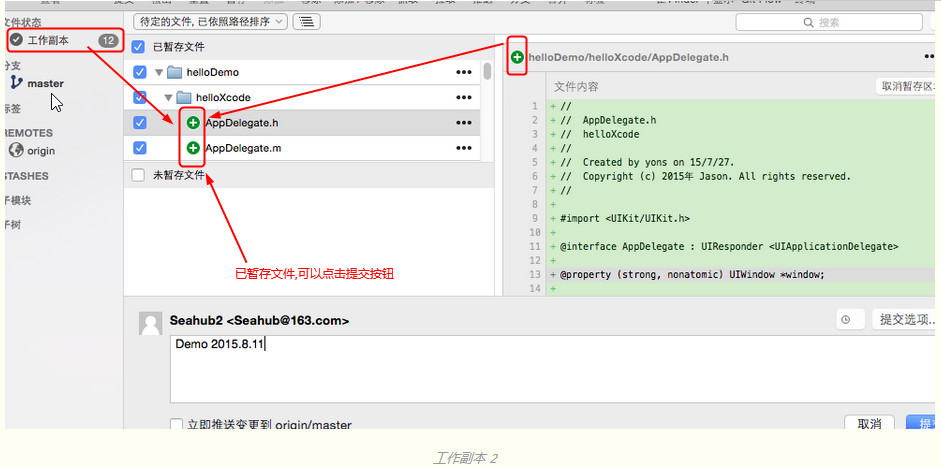 待定的文件, 已依照路径排序
搜索
文件状态
工作副本 12
分支
master
标签
REMOTES
origin
STASHES
子模块
子树
已暂存文件
helloDemo
helloXcode
AppDelegate.h
AppDelegate.m
未暂存文件
已暂存文件,可以点击提交按钮
helloDemo/helloXcode/AppDelegate.h
文件内容 取消暂存区
1 + //
2 + // AppDelegate.h
3 + // helloXcode
4 + //
5 + // Created by yons on 15/7/27.
6 + // Copyright (c) 2015年 Jason. All rights reserved.
7 + //
8 +
9 + #import <UIKit/UIKit.h>
10 +
11 + @interface AppDelegate : UIResponder <UIApplicationDelegate>
12 +
13 + @property (strong, nonatomic) UIWindow *window;
14 +
Seahub2 <Seahub@163.com>
提交选项..
Demo 2015.8.11
立即推送变更到 origin/master
取消 提交
工作副本 2